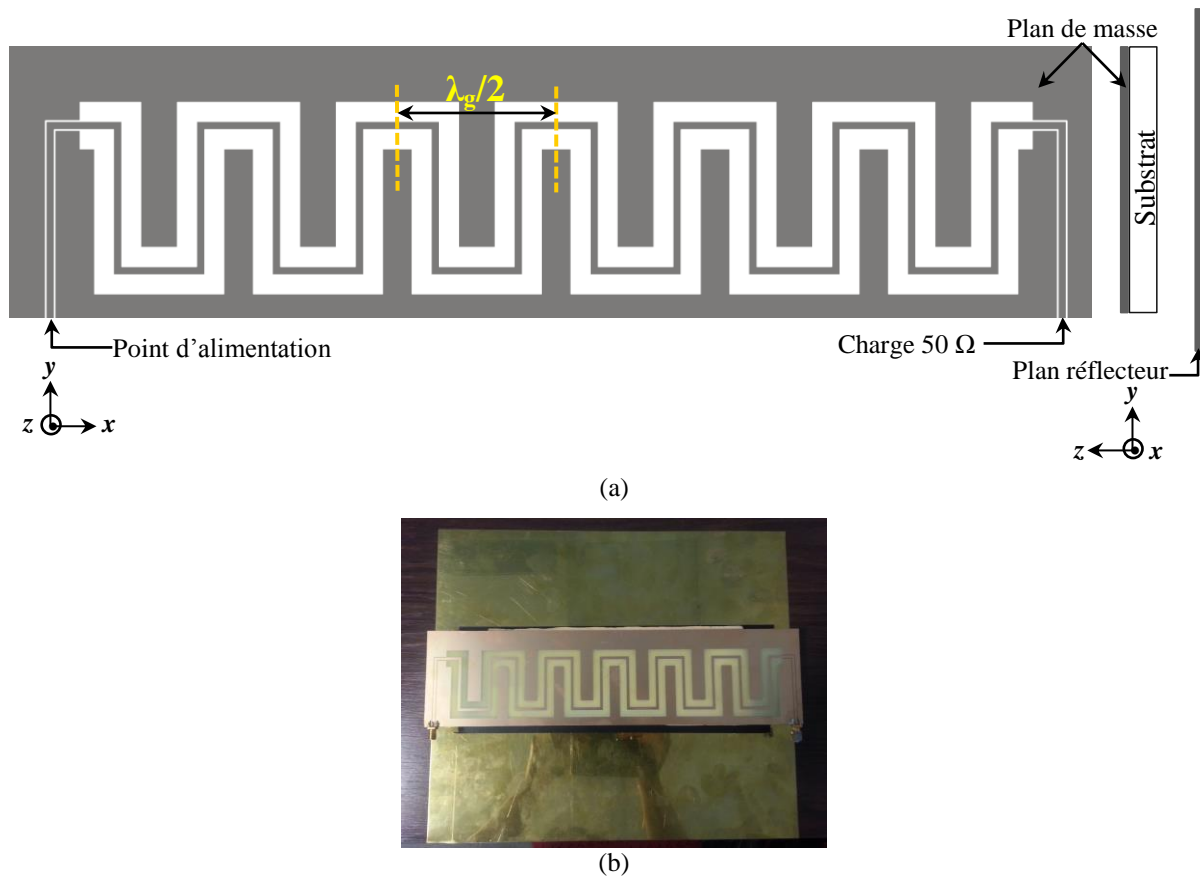 Plan de masse
λg/2
Substrat
Point d’alimentation
Charge 50 Ω
Plan réflecteur
y
z
x
y
z
x
(a)
(b)